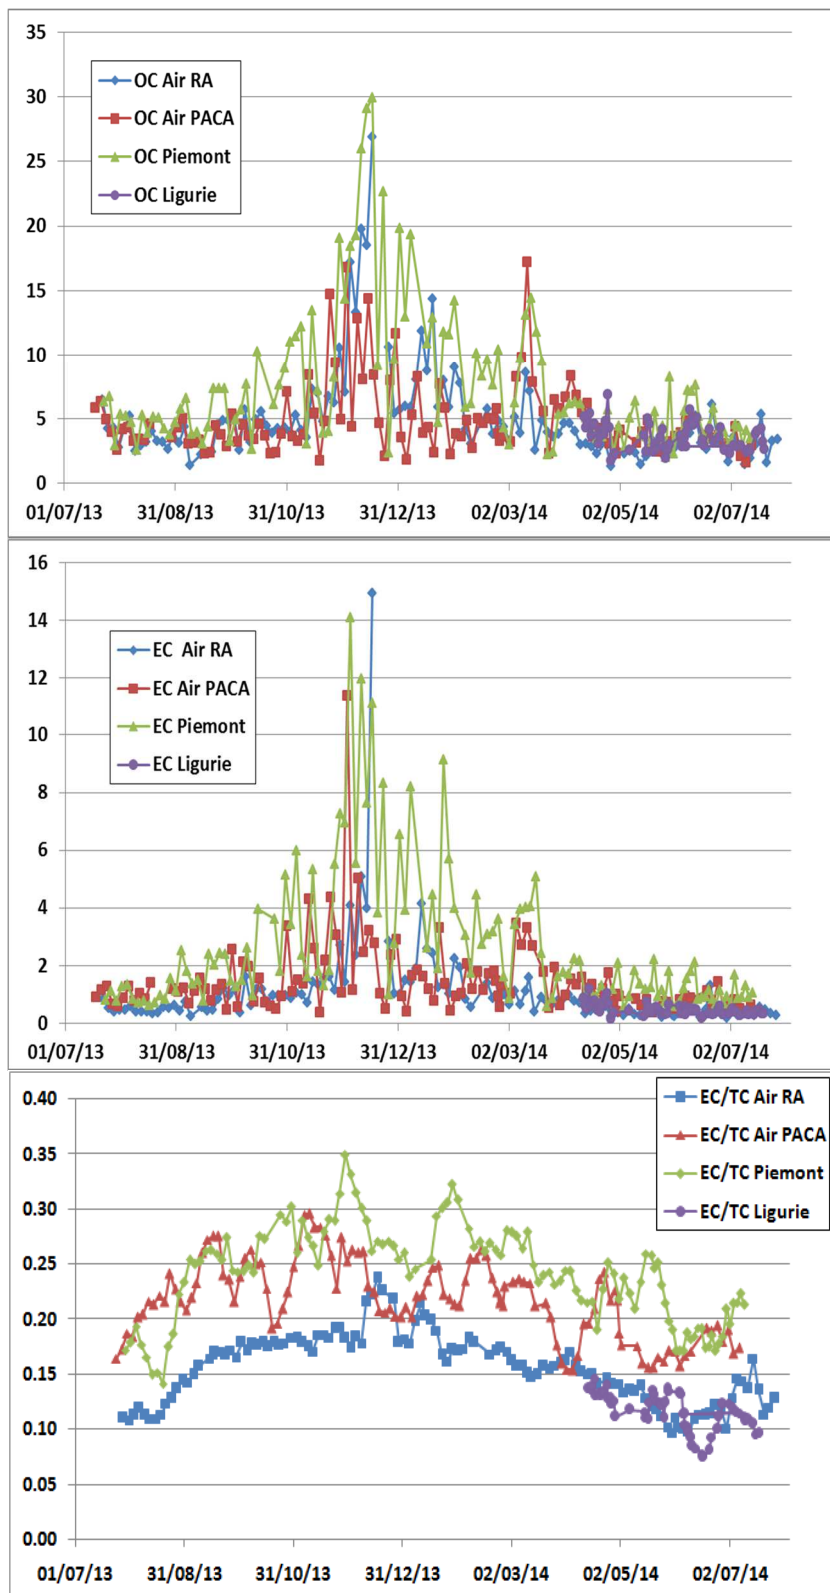 35
30
25
20
15
10
5
0
OC Air RA
OC Air PACA
OC Piemont
OC Ligurie
01/07/13 31/08/13 31/10/13 31/12/13 02/03/14 02/05/14 02/07/14
16
14
12
10
8
6
4
2
0
EC Air RA
EC Air PACA
EC Piemont
EC Ligurie
01/07/13 31/08/13 31/10/13 31/12/13 02/03/14 02/05/14 02/07/14
0.40
0.35
0.30
0.25
0.20
0.15
0.10
0.05
0.00
EC/TC Air RA
EC/TC Air PACA
EC/TC Piemont
EC/TC Ligurie
01/07/13 31/08/13 31/10/13 31/12/13 02/03/14 02/05/14 02/07/14